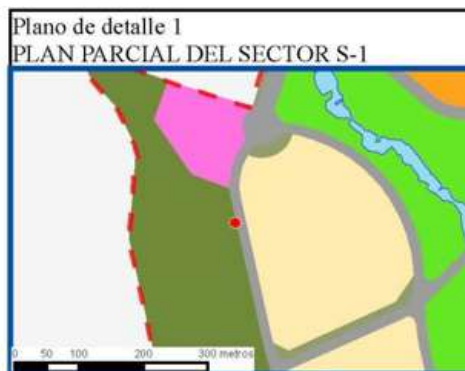 Plano de detalle 1
PLAN PARCIAL DEL SECTOR S-1
0 50 100 200 300 metros